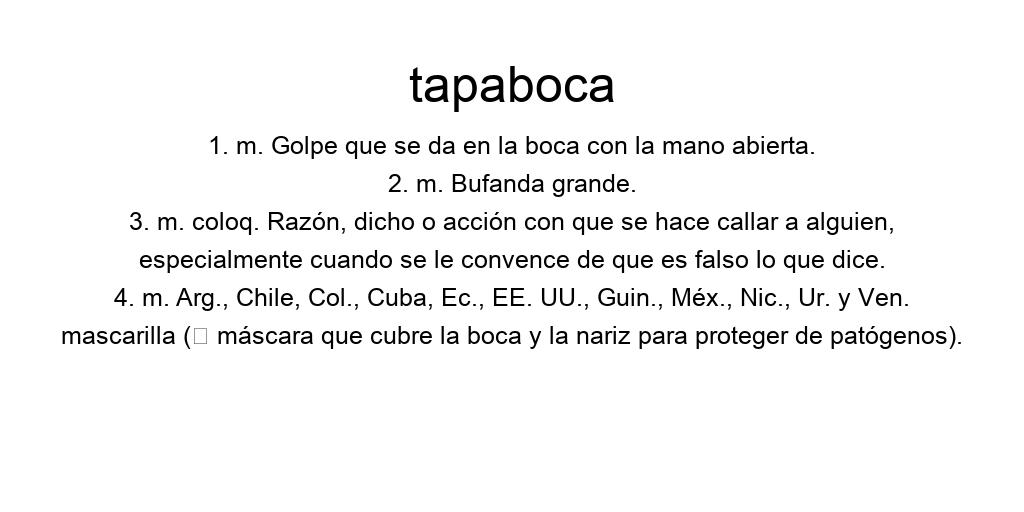 tapaboca
1. m. Golpe que se da en la boca con la mano abierta.
2. m. Bufanda grande.
3. m. coloq. Razón, dicho o acción con que se hace callar a alguien,
especialmente cuando se le convence de que es falso lo que dice.
4. m. Arg., Chile, Col., Cuba, Ec., EE. UU., Guin., Méx., Nic., Ur. y Ven.
mascarilla (▯ máscara que cubre la boca y la nariz para proteger de patógenos).